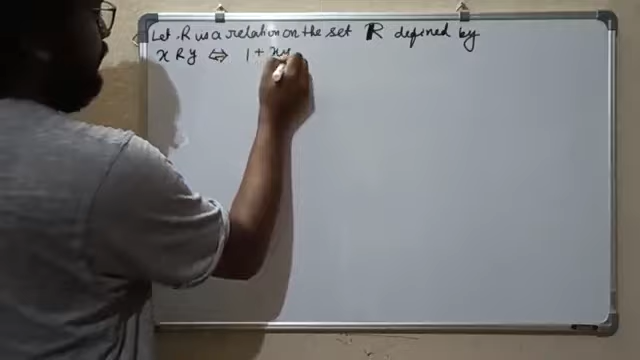 Let R is a relation on the set R defined by
x R y ⇔ 1 + xy